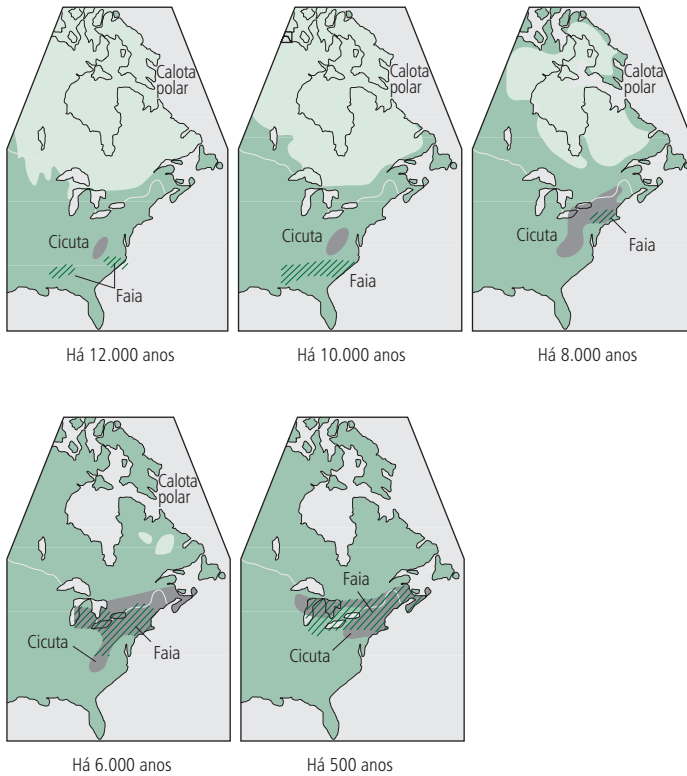 Calota
polar
Cicuta
Faia
Há 12.000 anos
Calota
polar
Cicuta
Faia
Há 10.000 anos
Calota
polar
Cicuta
Faia
Há 8.000 anos
Calota
polar
Cicuta
Faia
Há 6.000 anos
Faia
Cicuta
Há 500 anos